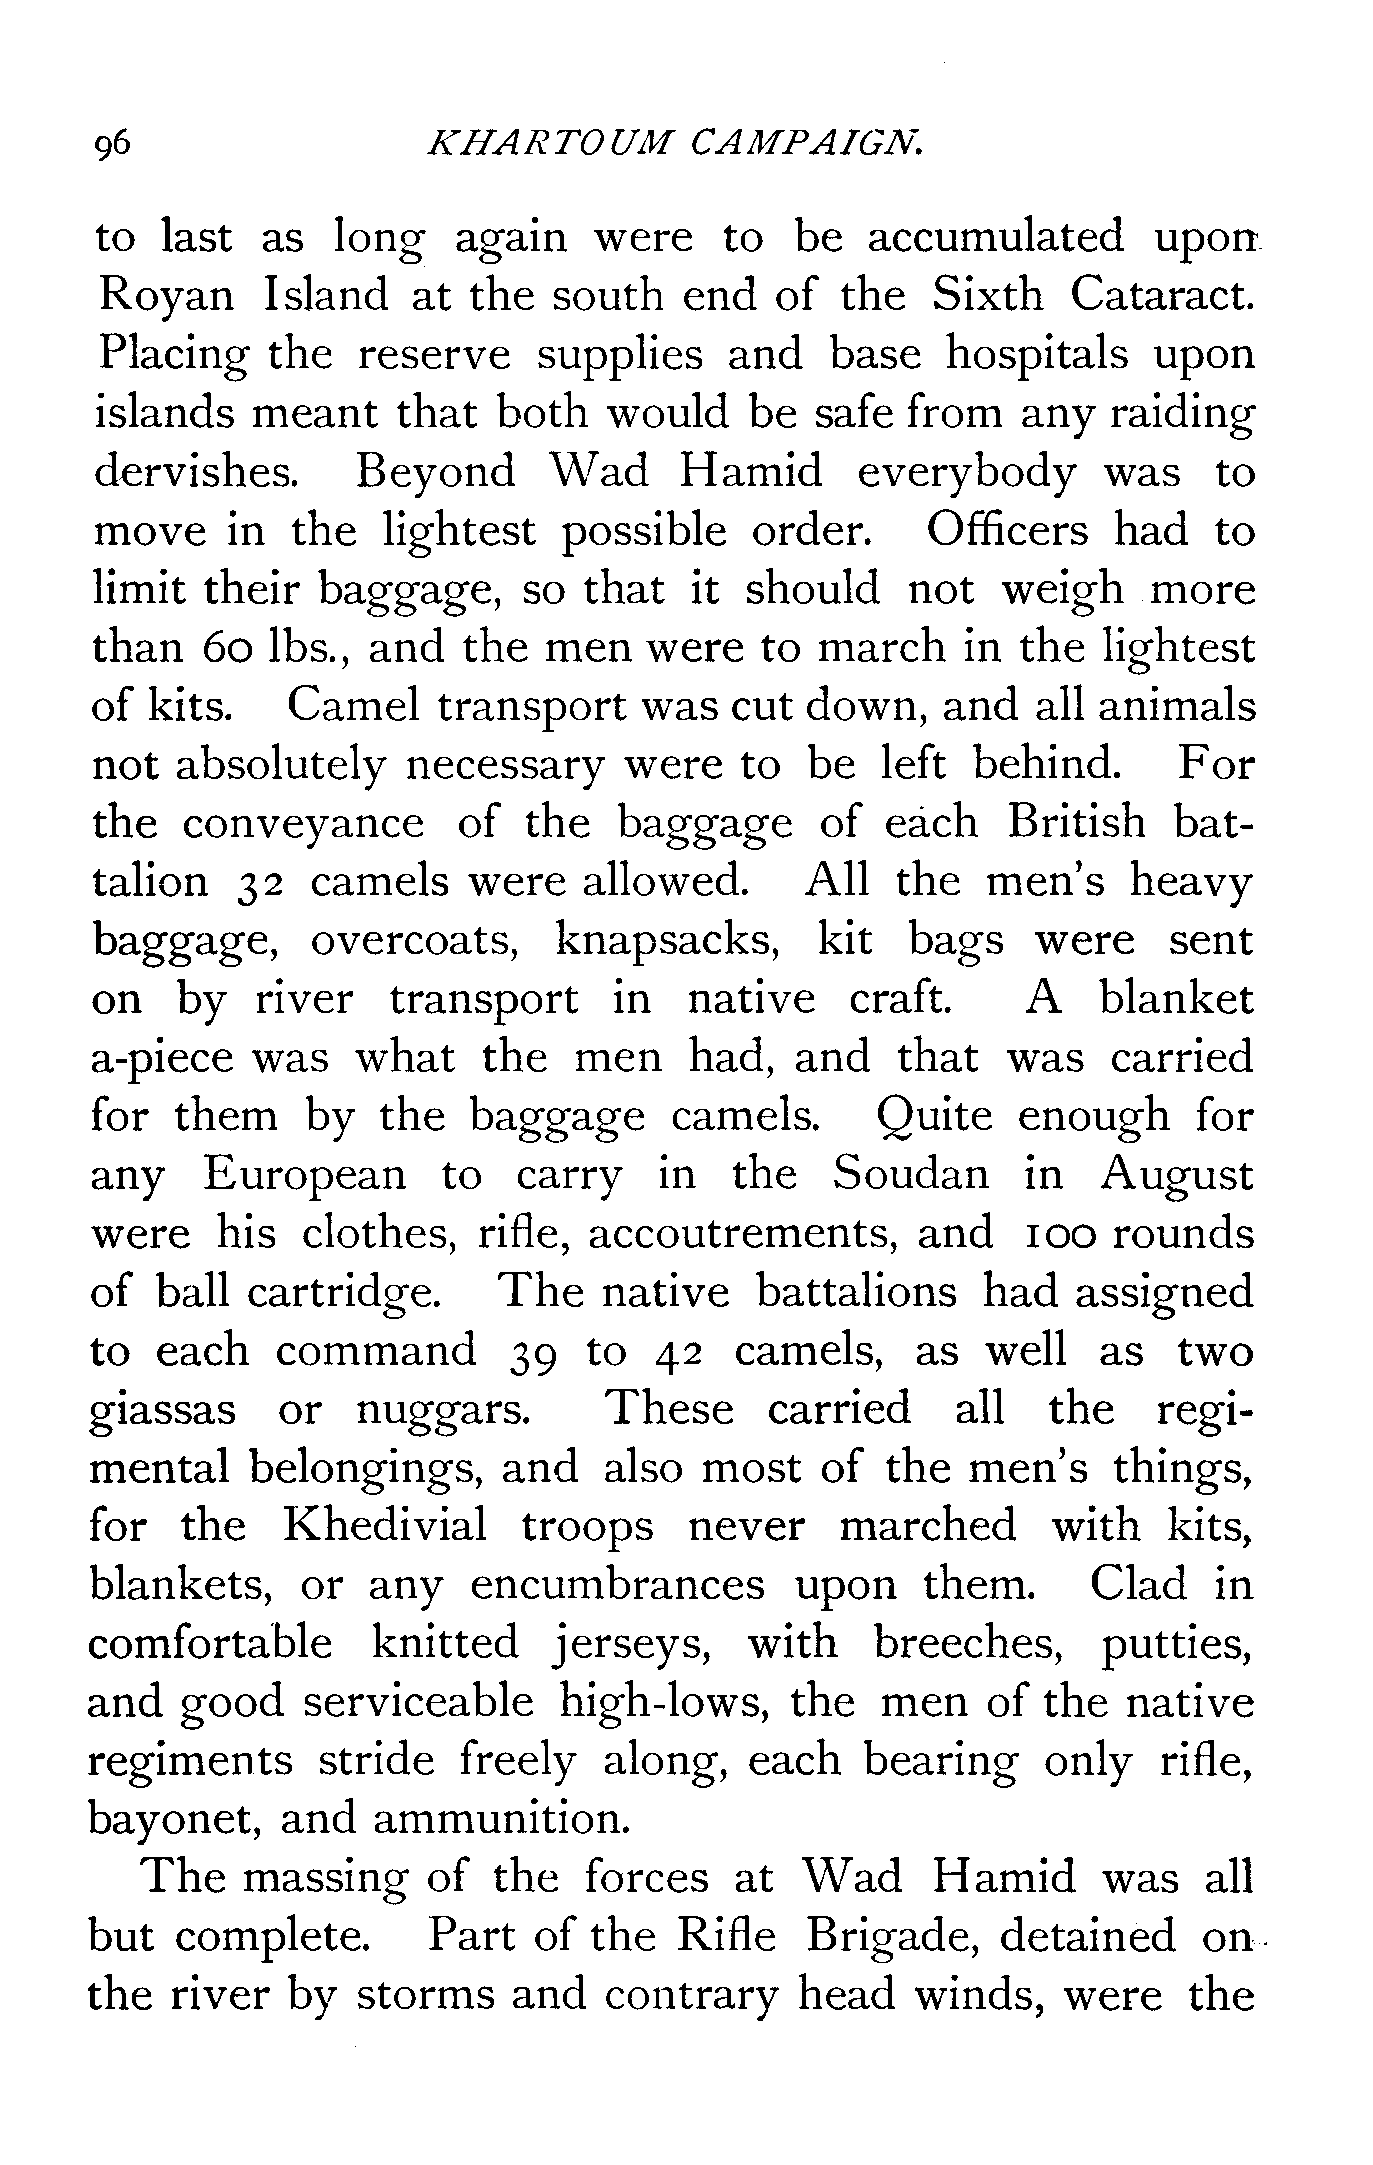 96 KHARTOUM CAMPAIGN.
to last as long again were to be accumulated upon
Royan Island at the south end of the Sixth Cataract.
Placing the reserve supplies and base hospitals upon
islands meant that both would be safe from any raiding
dervishes. Beyond Wad Hamid everybody was to
move in the lightest possible order. Officers had to
limit their baggage, so that it should not weigh more
than 60 lbs., and the men were to march in the lightest
of kits. Camel transport was cut down, and all animals
not absolutely necessary were to be left behind. For
the conveyance of the baggage of each British bat-
talion 32 camels were allowed. All the men's heavy
baggage, overcoats, knapsacks, kit bags were sent
on by river transport in native craft. A blanket
a-piece was what the men had, and that was carried
for them by the baggage camels. Quite enough for
any European to carry in the Soudan in August
were his clothes, rifle, accoutrements, and 100 rounds
of ball cartridge. The native battalions had assigned
to each command 39 to 42 camels, as well as two
giassas or nuggars. These carried all the regi-
mental belongings, and also most of the men's things,
for the Khedivial troops never marched with kits,
blankets, or any encumbrances upon them. Clad in
comfortable knitted jerseys, with breeches, putties,
and good serviceable high-lows, the men of the native
regiments stride freely along, each bearing only rifle,
bayonet, and ammunition.
The massing of the forces at Wad Hamid was all
but complete. Part of the Rifle Brigade, detained on
the river by storms and contrary head winds, were the